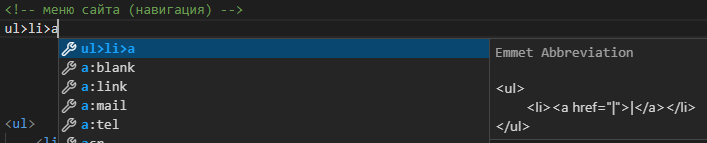 <!-- меню сайта (навигация) -->
ul>li>a
ul>li>a
a:blank
a:link
a:mail
a:tel
Emmet Abbreviation
<ul>
<li><a href="|">|</a></li>
</ul>
<ul>